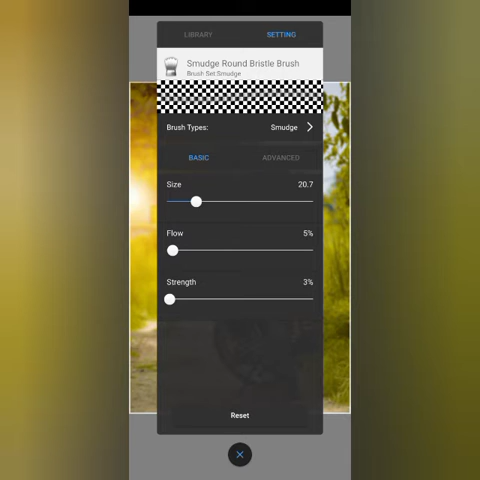 LIBRARY SETTING
Smudge Round Bristle Brush
Brush Set:Smudge
Brush Types: Smudge
BASIC ADVANCED
Size 20.7
Flow 5%
Strength 3%
Reset